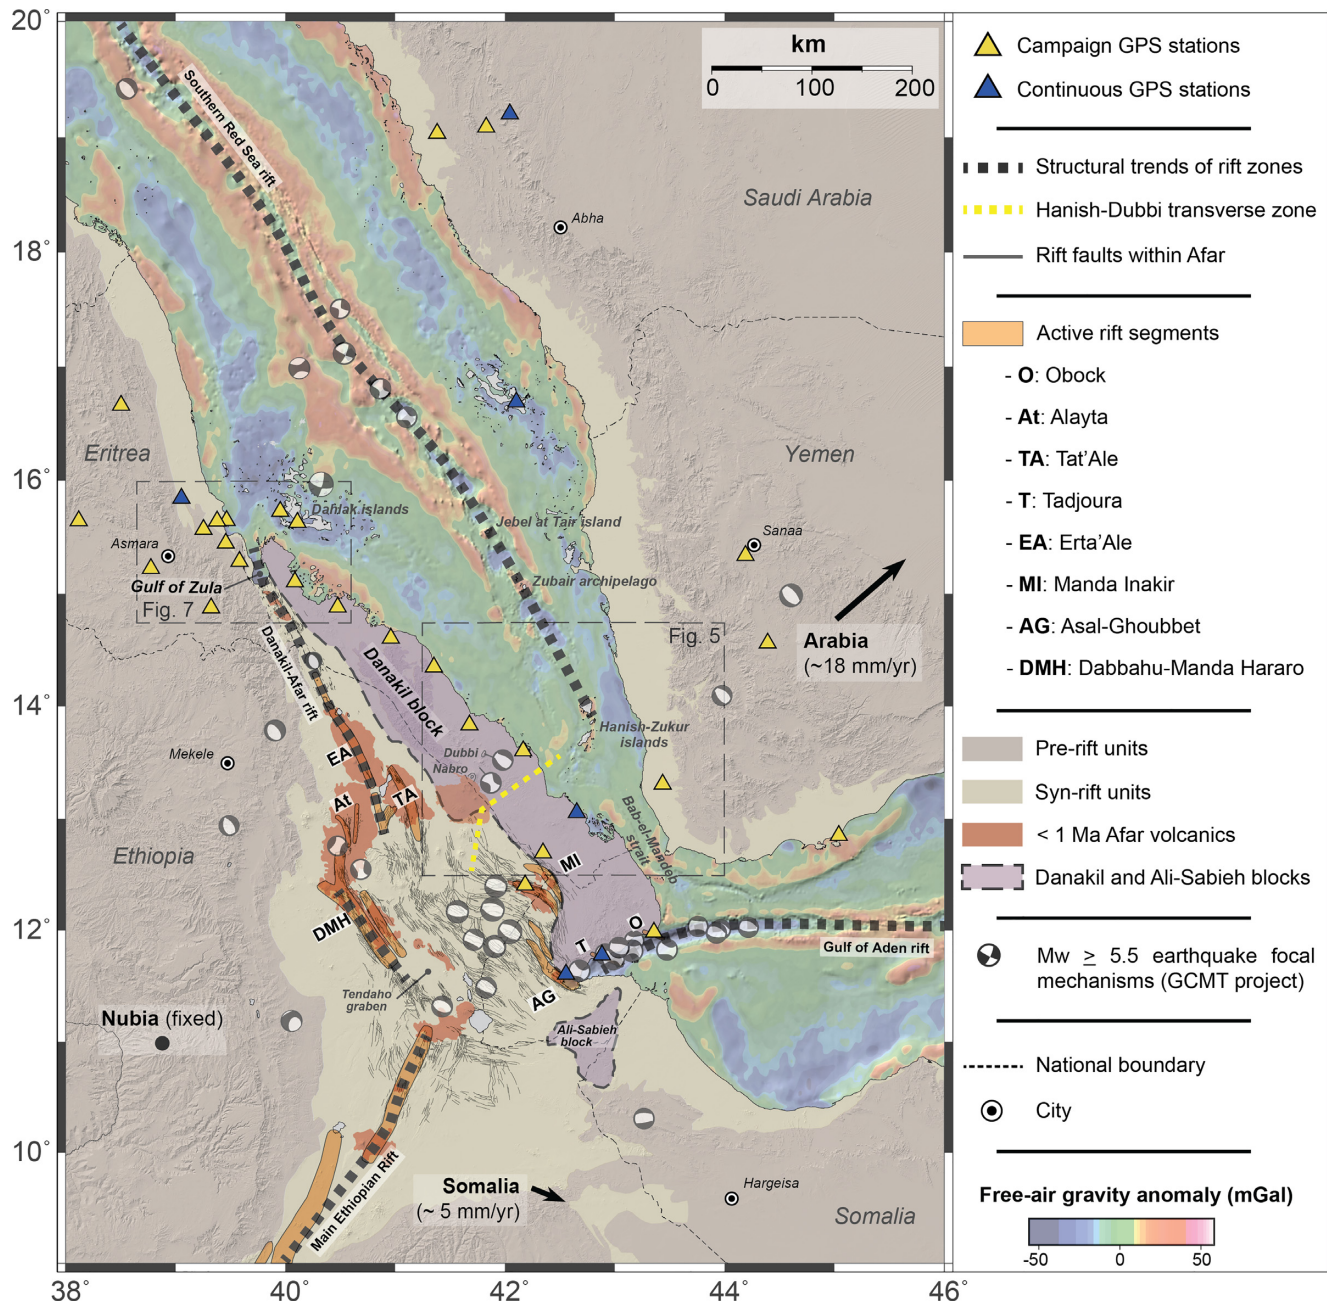 20°
18°
16°
14°
12°
10°
38°
40°
42°
44°
46°
km
0
100
200
Southern Red Sea rift
Saudi Arabia
Abha
Eritrea
Yemen
Dahlak islands
Jebel at Tair island
Asmara
Sanaa
Gulf of Zula
Zubair archipelago
Fig. 7
Fig. 5
Arabia
(~18 mm/yr)
Danakil-Afar rift
Danakil block
Hanish-Zukur
islands
Mekele
EA
Dubbi
Nabro
At
TA
Bab-el-Mandeb
strait
Ethiopia
MI
DMH
O
T
Gulf of Aden rift
Tendaho
graben
AG
Nubia (fixed)
Ali-Sabieh
block
Main Ethiopian Rift
Somalia
(~ 5 mm/yr)
Hargeisa
Somalia
Campaign GPS stations
Continuous GPS stations
Structural trends of rift zones
Hanish-Dubbi transverse zone
Rift faults within Afar
Active rift segments
- O: Obock
- At: Alayta
- TA: Tat'Ale
- T: Tadjoura
- EA: Erta'Ale
- MI: Manda Inakir
- AG: Asal-Ghoubbet
- DMH: Dabbahu-Manda Hararo
Pre-rift units
Syn-rift units
< 1 Ma Afar volcanics
Danakil and Ali-Sabieh blocks
Mw ≥ 5.5 earthquake focal
mechanisms (GCMT project)
National boundary
City
Free-air gravity anomaly (mGal)
-50
0
50